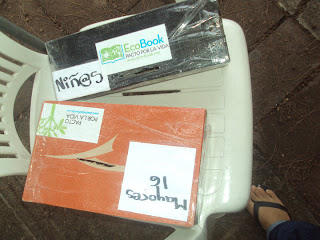 EcoBook
PACTO POR LA VIDA
Niñ@s
PACTO
POR LA VIDA
Mayores
16